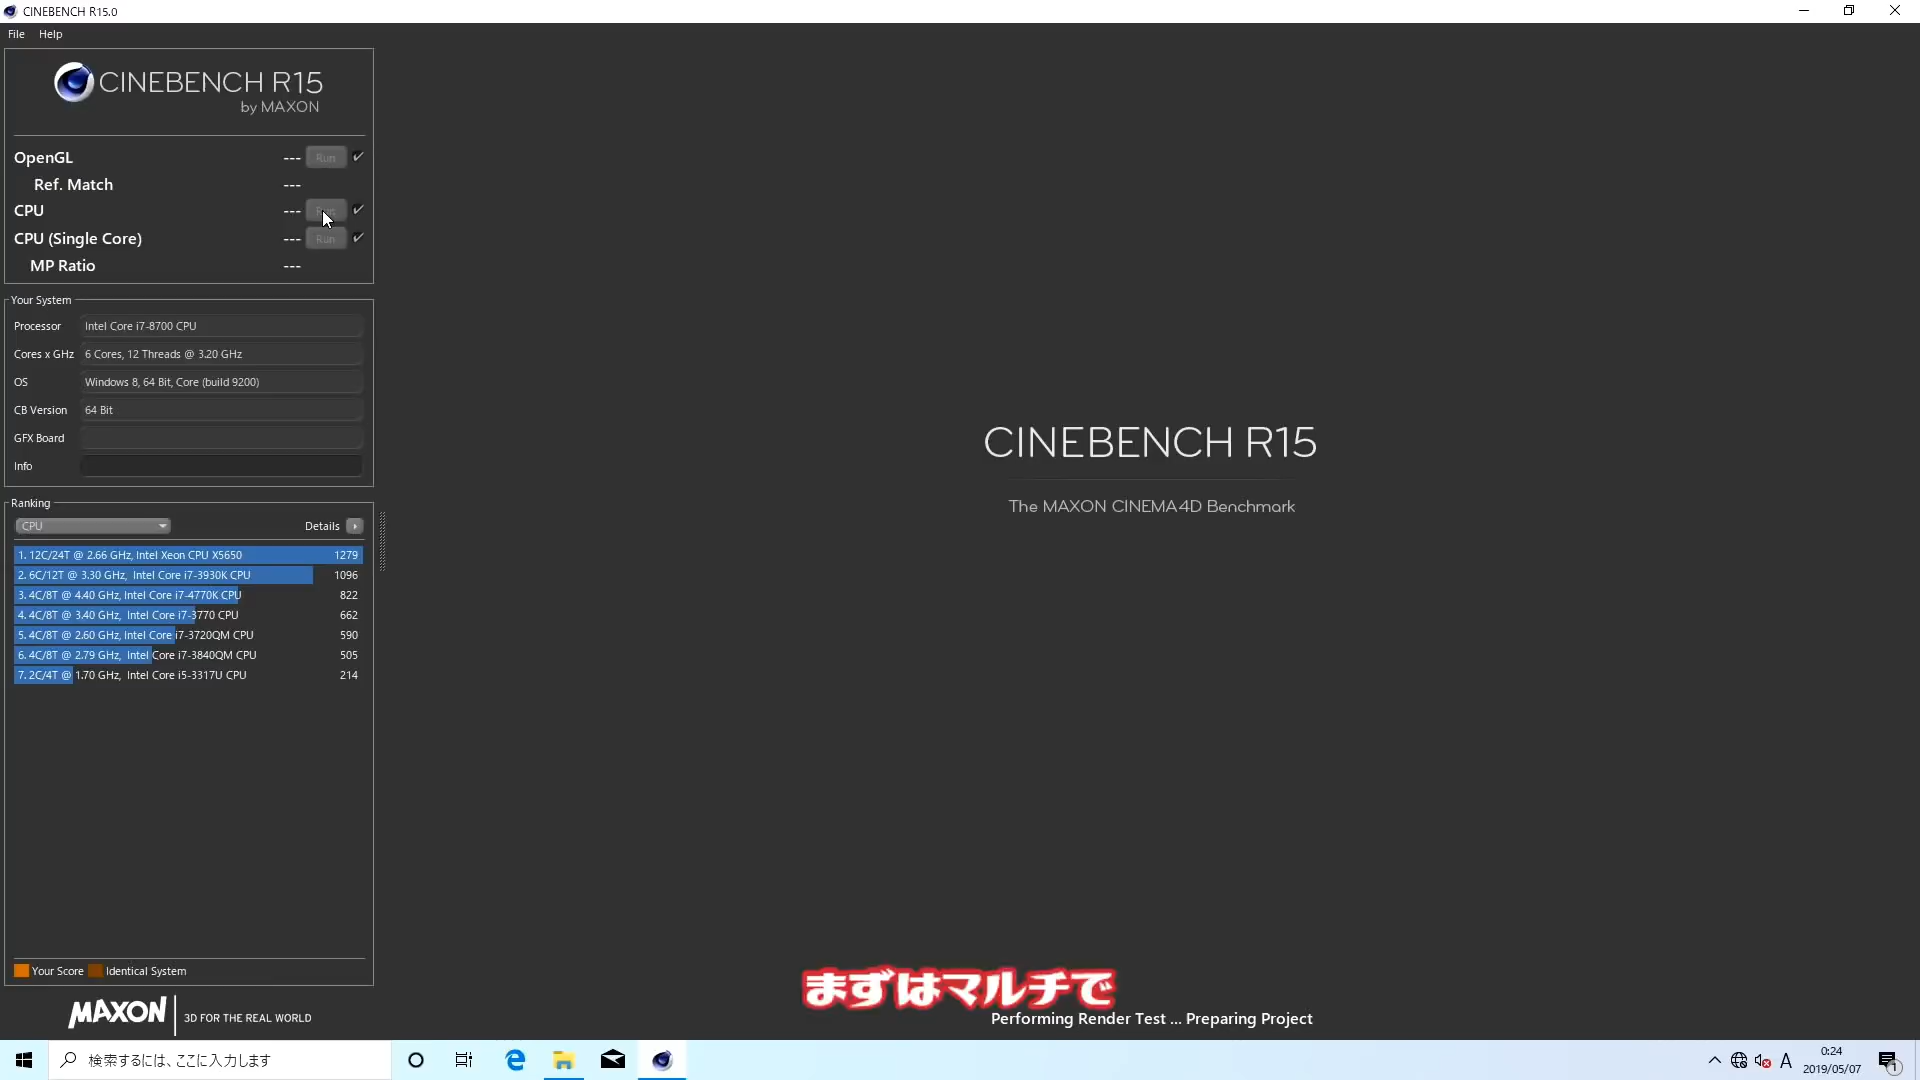 CINEBENCH R15.0
File Help
CINEBENCH R15
by MAXON
OpenGL --- Run
Ref. Match ---
CPU ---
CPU (Single Core) --- Run
MP Ratio ---
Your System
Processor Intel Core i7-8700 CPU
Cores x GHz 6 Cores, 12 Threads @ 3.20 GHz
OS Windows 8, 64 Bit, Core (build 9200)
CB Version 64 Bit
GFX Board
Info
Ranking
CPU Details
1. 12C/24T @ 2.66 GHz, Intel Xeon CPU X5650 1279
2. 6C/12T @ 3.30 GHz, Intel Core i7-3930K CPU 1096
3. 4C/8T @ 4.40 GHz, Intel Core i7-4770K CPU 822
4. 4C/8T @ 3.40 GHz, Intel Core i7-3770 CPU 662
5. 4C/8T @ 2.60 GHz, Intel Core i7-3720QM CPU 590
6. 4C/8T @ 2.79 GHz, Intel Core i7-3840QM CPU 505
7. 2C/4T @ 1.70 GHz, Intel Core i5-3317U CPU 214
Your Score Identical System
MAXON 3D FOR THE REAL WORLD
CINEBENCH R15
The MAXON CINEMA4D Benchmark
まずはマルチで
Performing Render Test ... Preparing Project
検索するには、ここに入力します
A
0:24
2019/05/07
1